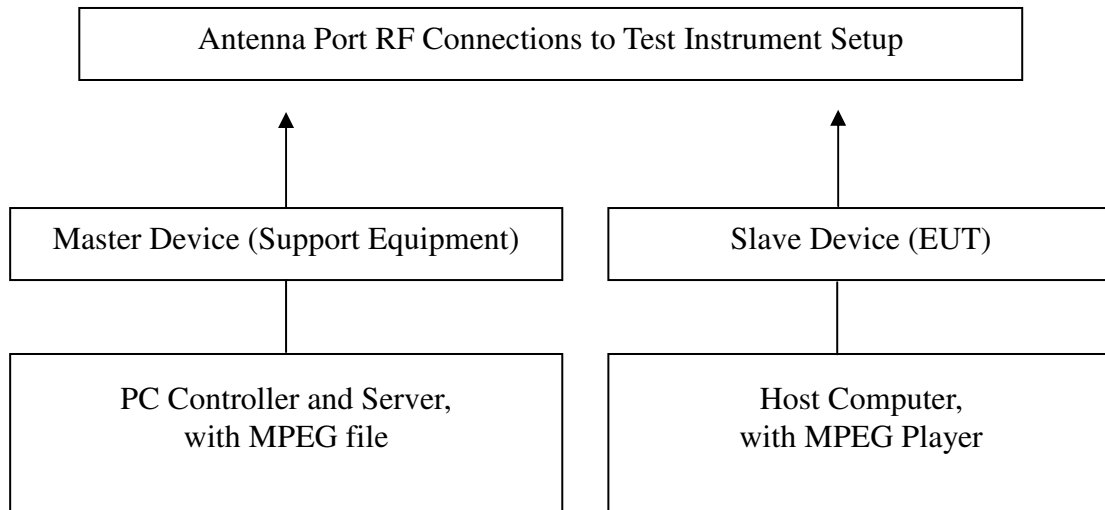 Antenna Port RF Connections to Test Instrument Setup
Master Device (Support Equipment)
Slave Device (EUT)
PC Controller and Server,
with MPEG file
Host Computer,
with MPEG Player